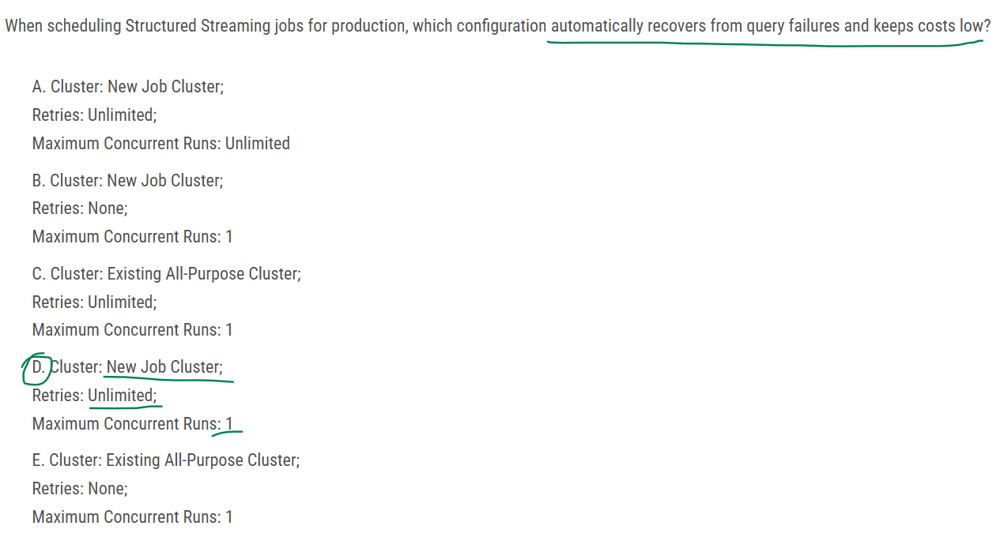 When scheduling Structured Streaming jobs for production, which configuration automatically recovers from query failures and keeps costs low?
A. Cluster: New Job Cluster;
Retries: Unlimited;
Maximum Concurrent Runs: Unlimited
B. Cluster: New Job Cluster;
Retries: None;
Maximum Concurrent Runs: 1
C. Cluster: Existing All-Purpose Cluster;
Retries: Unlimited;
Maximum Concurrent Runs: 1
D. Cluster: New Job Cluster;
Retries: Unlimited;
Maximum Concurrent Runs: 1
E. Cluster: Existing All-Purpose Cluster;
Retries: None;
Maximum Concurrent Runs: 1